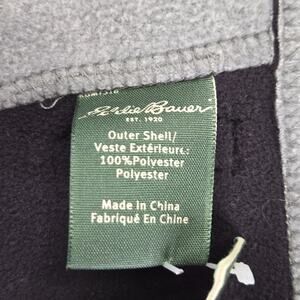 Eddie Bauer
EST. 1920
Outer Shell/
Veste Extérieure:
100%Polyester
Polyester
Made in China
Fabriqué En Chine